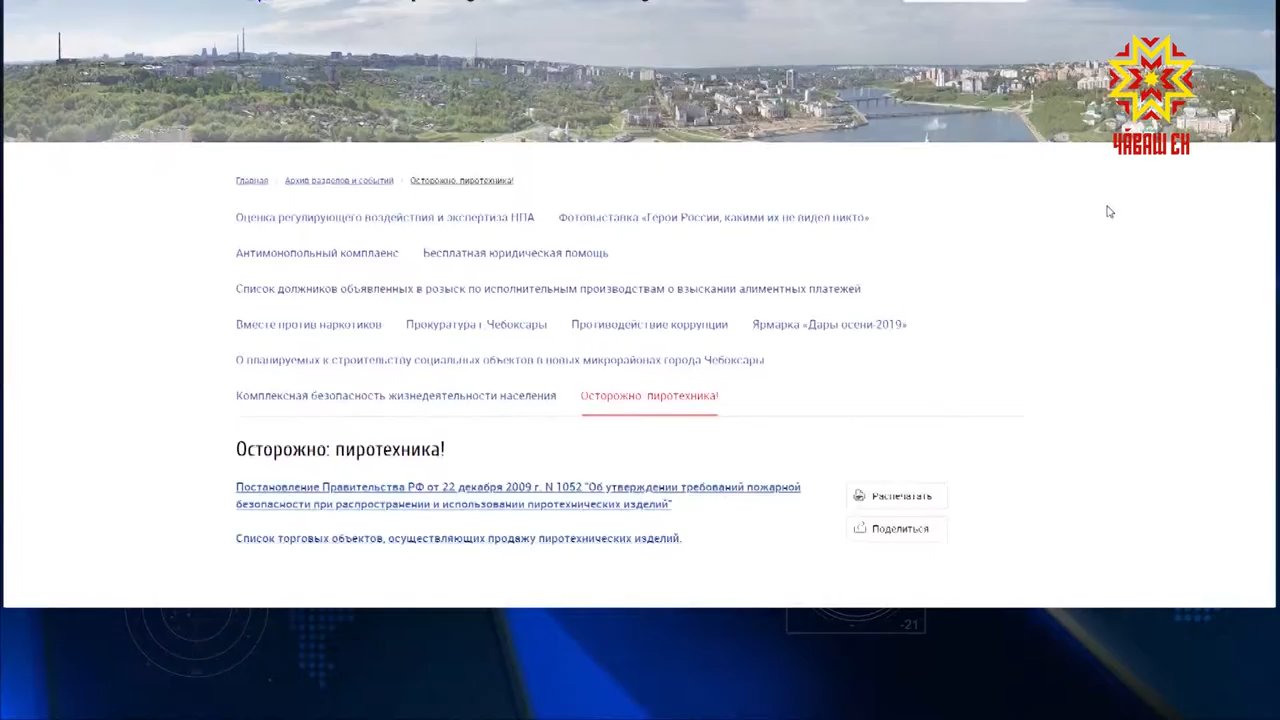 ЧӐВАШ ЕН
Главная Архив разделов и событий Осторожно, пиротехника!
Оценка регулирующего воздействия и экспертиза НПА Фотовыставка «Герои России, какими их не видел никто»
Антимонопольный комплаенс Бесплатная юридическая помощь
Список должников объявленных в розыск по исполнительным производствам о взыскании алиментных платежей
Вместе против наркотиков Прокуратура г.Чебоксары Противодействие коррупции Ярмарка «Дары осени-2019»
О планируемых к строительству социальных объектов в новых микрорайонах города Чебоксары
Комплексная безопасность жизнедеятельности населения Осторожно, пиротехника!
Осторожно: пиротехника!
Постановление Правительства РФ от 22 декабря 2009 г. N 1052 "Об утверждении требований пожарной
безопасности при распространении и использовании пиротехнических изделий"
Распечатать
Поделиться
Список торговых объектов, осуществляющих продажу пиротехнических изделий.
-21